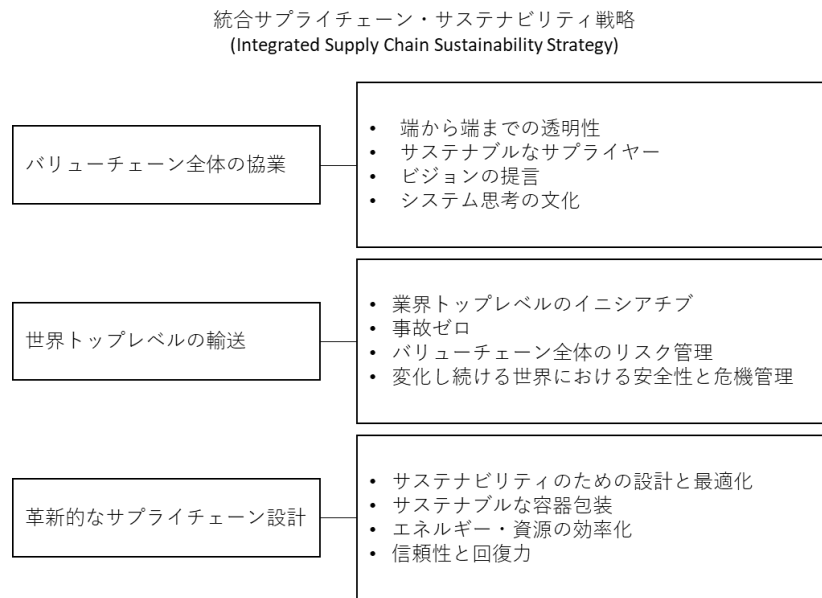 統合サプライチェーン・サステナビリティ戦略
(Integrated Supply Chain Sustainability Strategy)
バリューチェーン全体の協業
• 端から端までの透明性
• サステナブルなサプライヤー
• ビジョンの提言
• システム思考の文化
世界トップレベルの輸送
• 業界トップレベルのイニシアチブ
• 事故ゼロ
• バリューチェーン全体のリスク管理
• 変化し続ける世界における安全性と危機管理
革新的なサプライチェーン設計
• サステナビリティのための設計と最適化
• サステナブルな容器包装
• エネルギー・資源の効率化
• 信頼性と回復力